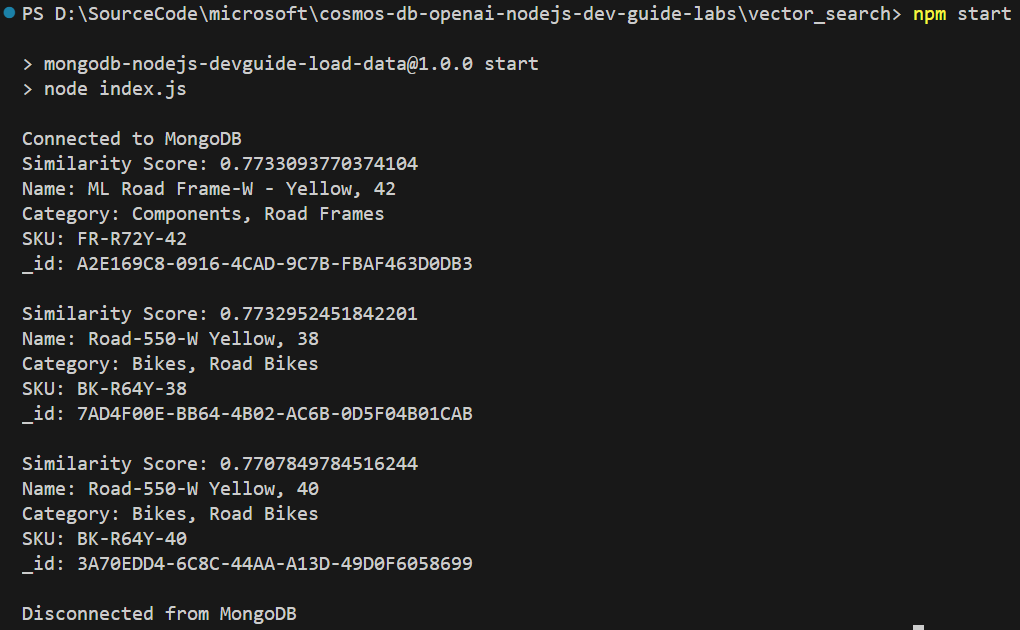 PS D:\SourceCode\microsoft\cosmos-db-openai-nodejs-dev-guide-labs\vector_search> npm start
> mongodb-nodejs-devguide-load-data@1.0.0 start
> node index.js
Connected to MongoDB
Similarity Score: 0.7733093770374104
Name: ML Road Frame-W - Yellow, 42
Category: Components, Road Frames
SKU: FR-R72Y-42
_id: A2E169C8-0916-4CAD-9C7B-FBAF463D0DB3
Similarity Score: 0.7732952451842201
Name: Road-550-W Yellow, 38
Category: Bikes, Road Bikes
SKU: BK-R64Y-38
_id: 7AD4F00E-BB64-4B02-AC6B-0D5F04B01CAB
Similarity Score: 0.7707849784516244
Name: Road-550-W Yellow, 40
Category: Bikes, Road Bikes
SKU: BK-R64Y-40
_id: 3A70EDD4-6C8C-44AA-A13D-49D0F6058699
Disconnected from MongoDB